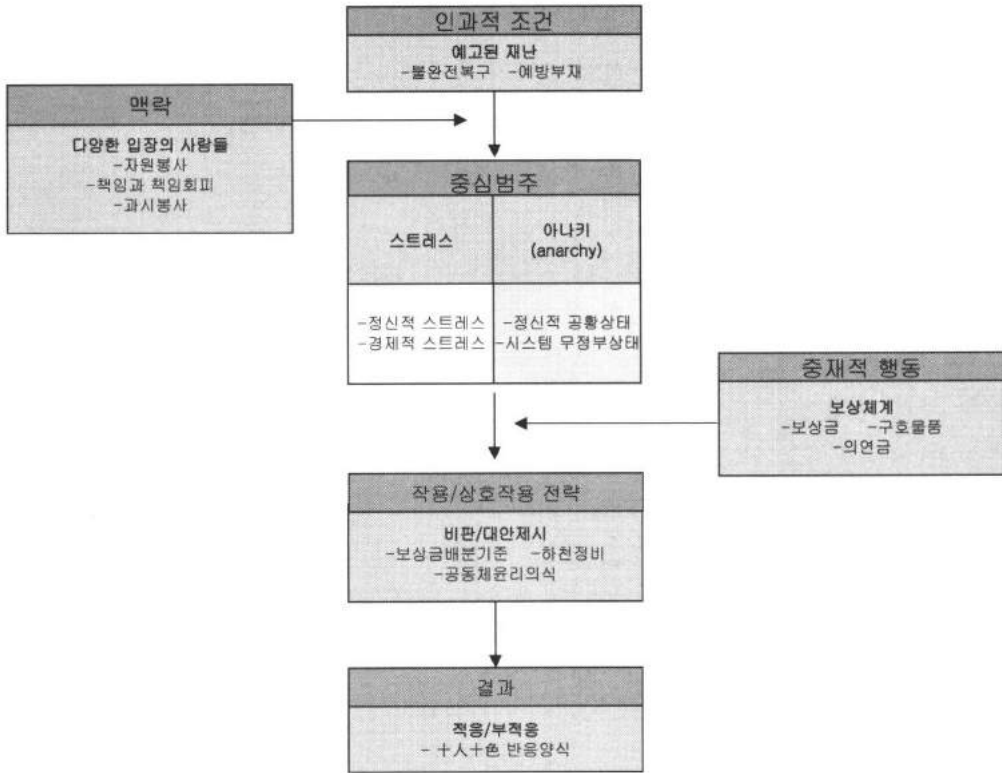 인과적 조건
예고된 재난
-불완전복구 -예방부재
맥락
다양한 입장의 사람들
-자원봉사
-책임과 책임회피
-과시봉사
중심범주
스트레스
아나키
(anarchy)
-정신적 스트레스
-경제적 스트레스
-정신적 공황상태
-시스템 무정부상태
중재적 행동
보상체계
-보상금 -구호물품
-의연금
작용/상호작용 전략
비판/대안제시
-보상금배분기준 -하천정비
-공동체윤리의식
결과
적응/부적응
- 十人十色 반응양식